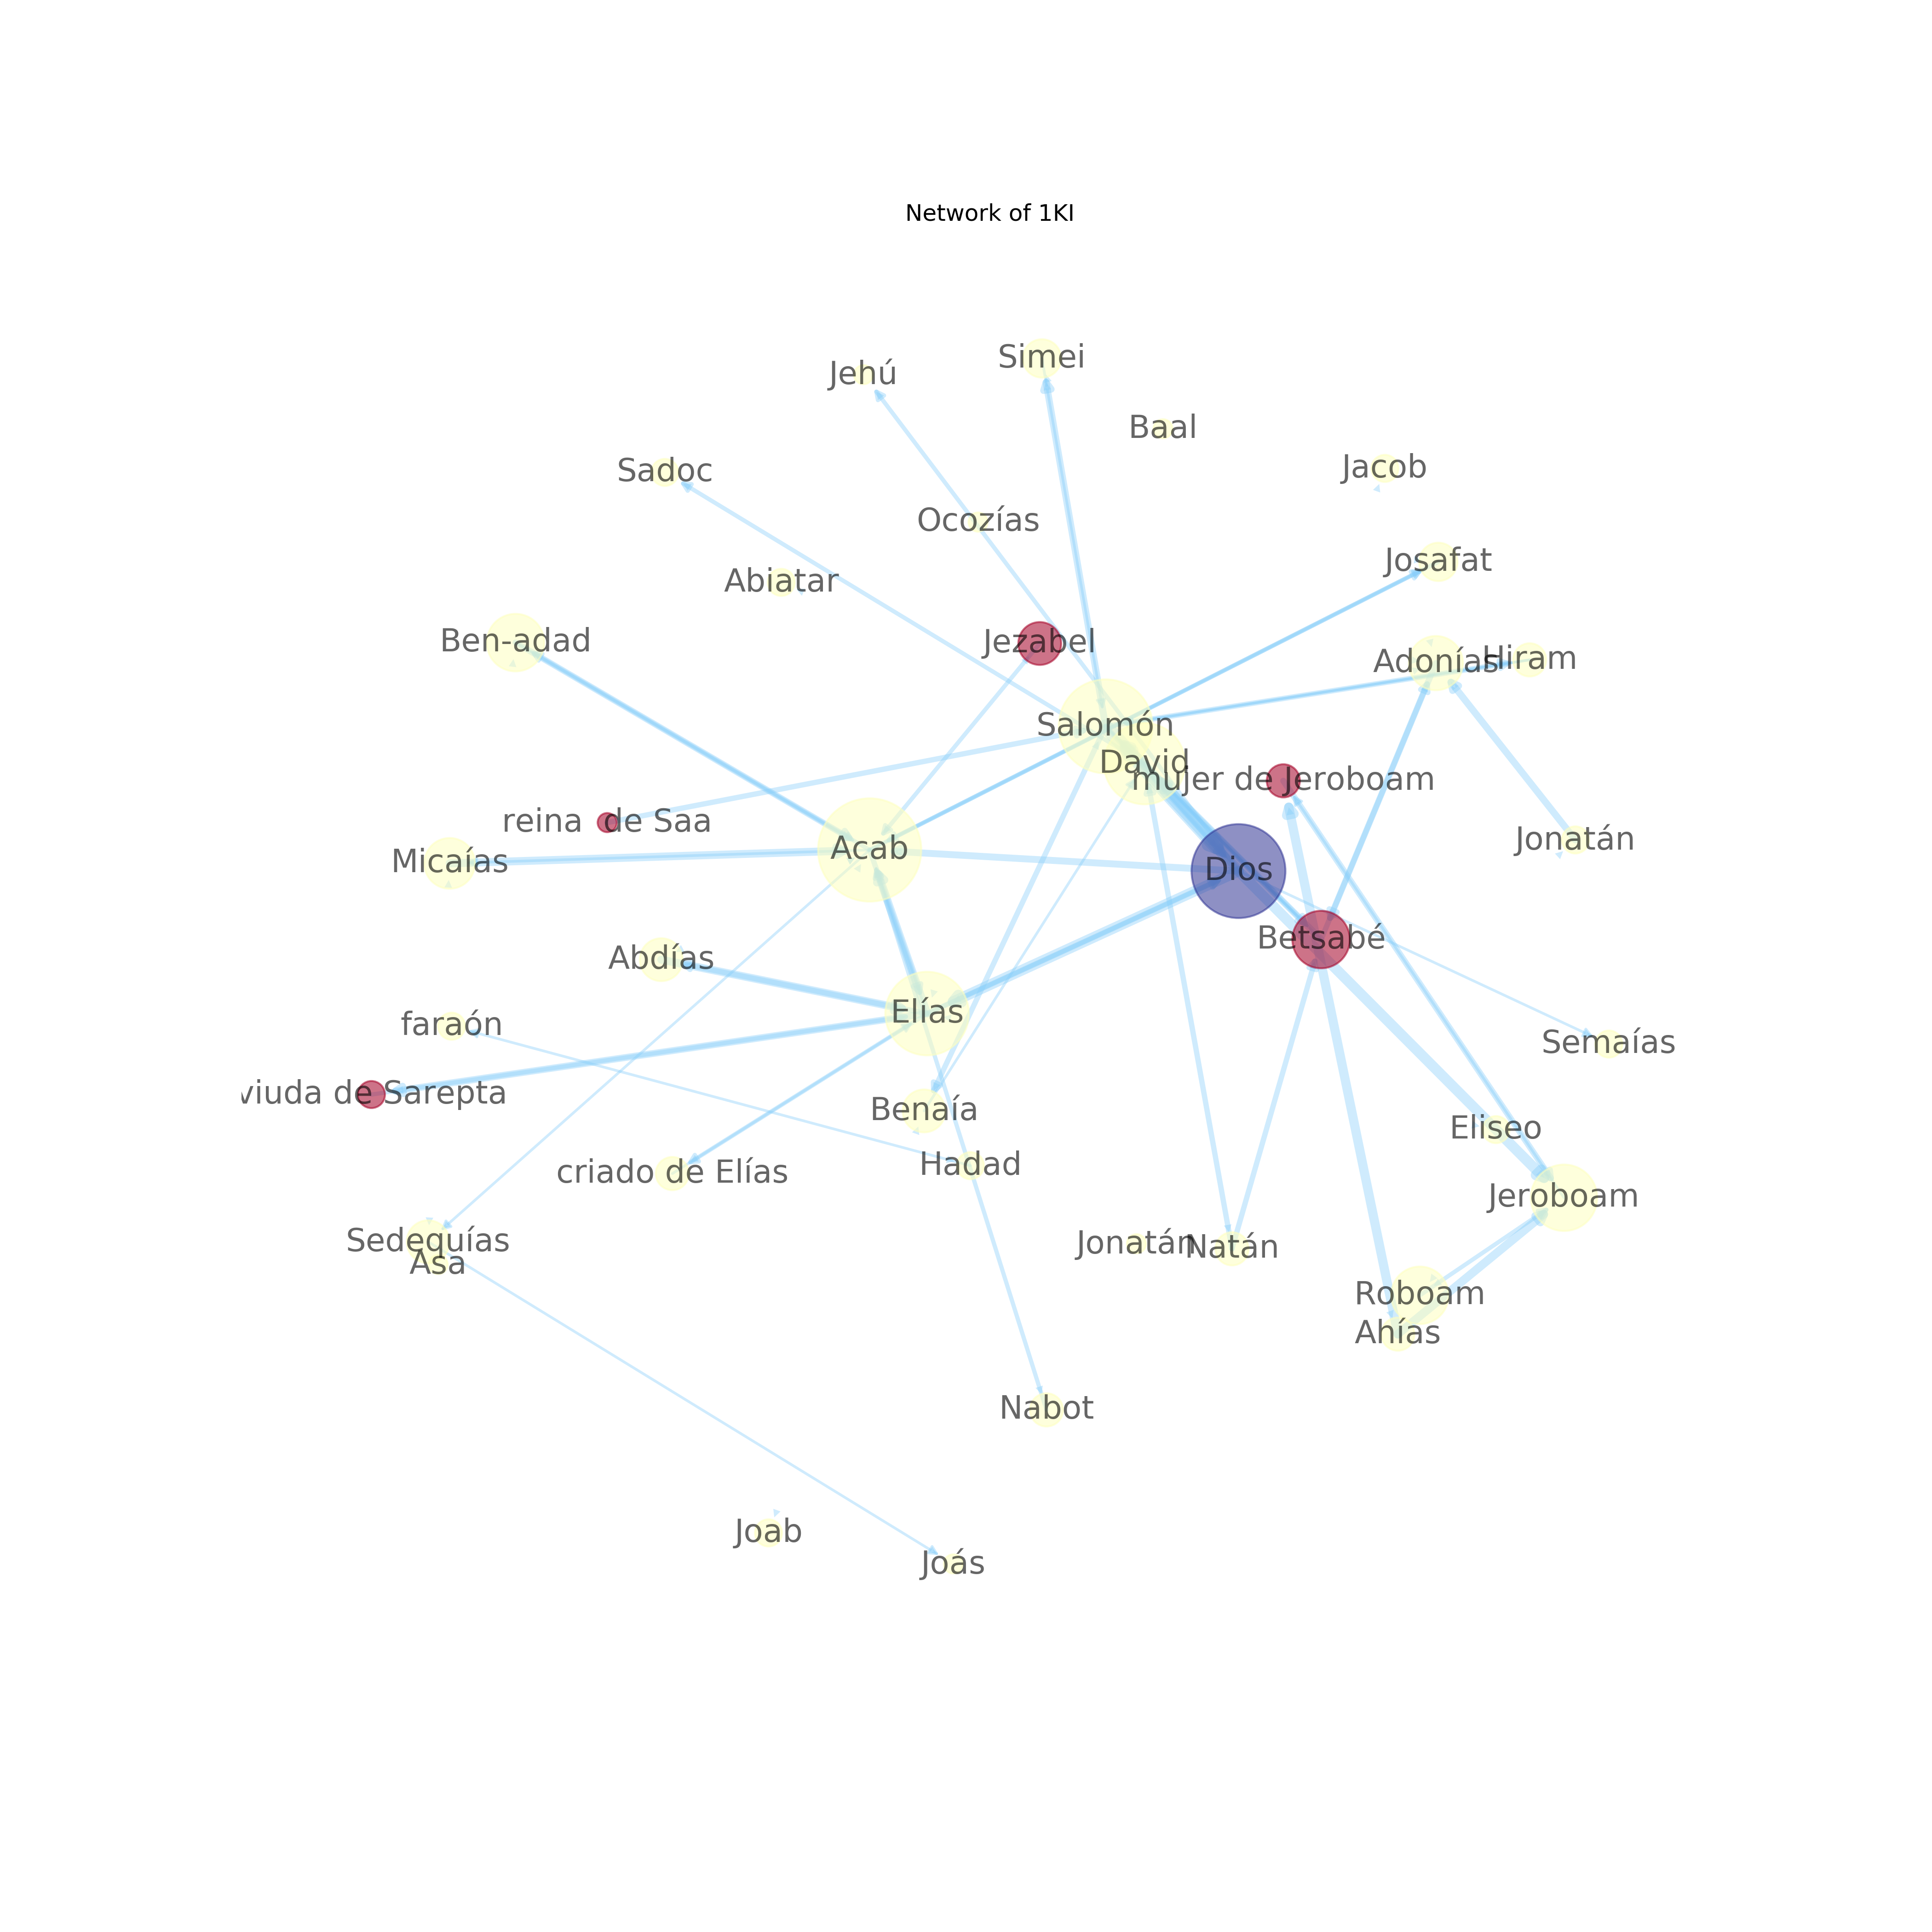 Network of 1KI
Simei
Jehú
Baal
Jacob
Sadoc
Ocozías
Josafat
Abiatar
Ben-adad
Jezabel
Adonías
Hiram
Salomón
David
mujer de Jeroboam
reina  de Saa
Jonatán
Acab
Micaías
Dios
Betsabé
Abdías
Elías
faraón
Semaías
viuda de Sarepta
Benaía
Eliseo
Hadad
criado de Elías
Jeroboam
Sedequías
Jonatán
Natán
Asa
Roboam
Ahías
Nabot
Joab
Joás